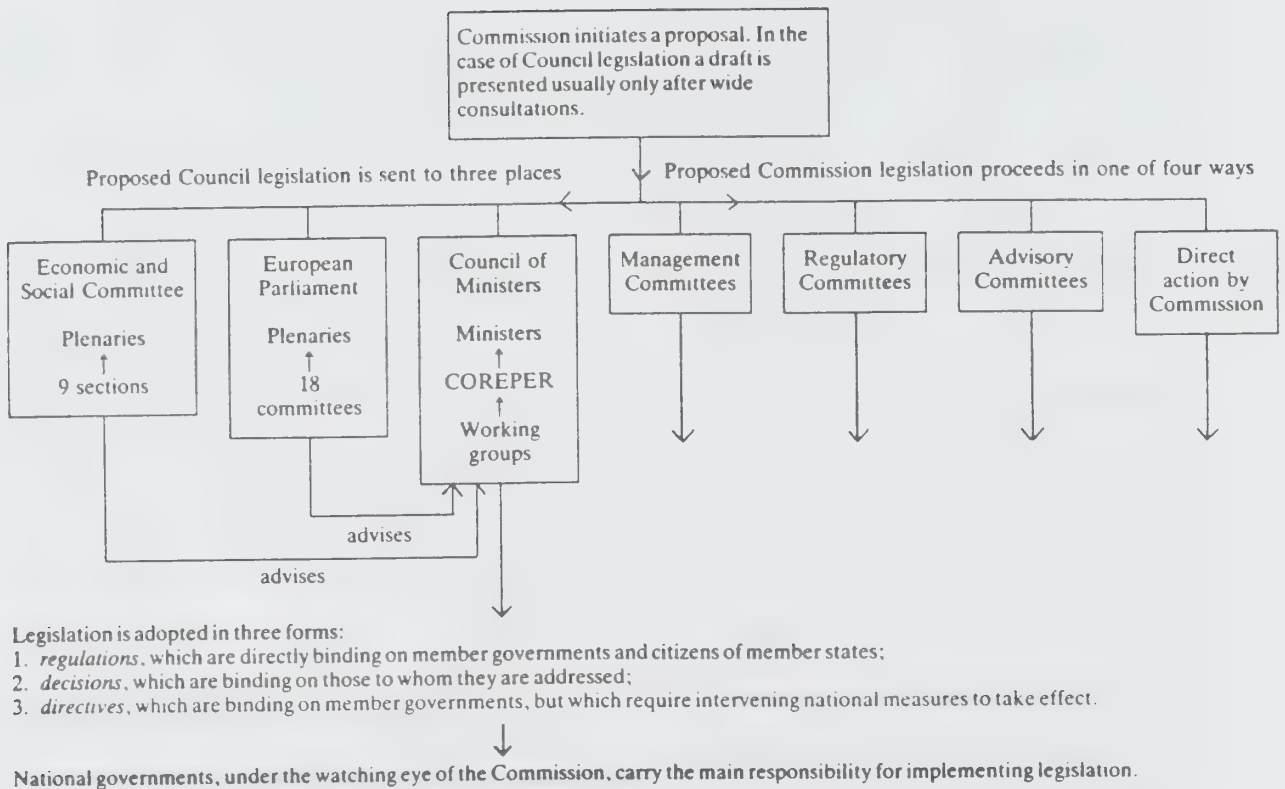 Commission initiates a proposal. In the
case of Council legislation a draft is
presented usually only after wide
consultations.
Proposed Council legislation is sent to three places
Proposed Commission legislation proceeds in one of four ways
Economic and
Social Committee
Plenaries
↑
9 sections
European
Parliament
Plenaries
↑
18
committees
Council of
Ministers
Ministers
↑
COREPER
↑
Working
groups
Management
Committees
Regulatory
Committees
Advisory
Committees
Direct
action by
Commission
advises
advises
Legislation is adopted in three forms:
1. regulations, which are directly binding on member governments and citizens of member states;
2. decisions, which are binding on those to whom they are addressed;
3. directives, which are binding on member governments, but which require intervening national measures to take effect.
National governments, under the watching eye of the Commission, carry the main responsibility for implementing legislation.